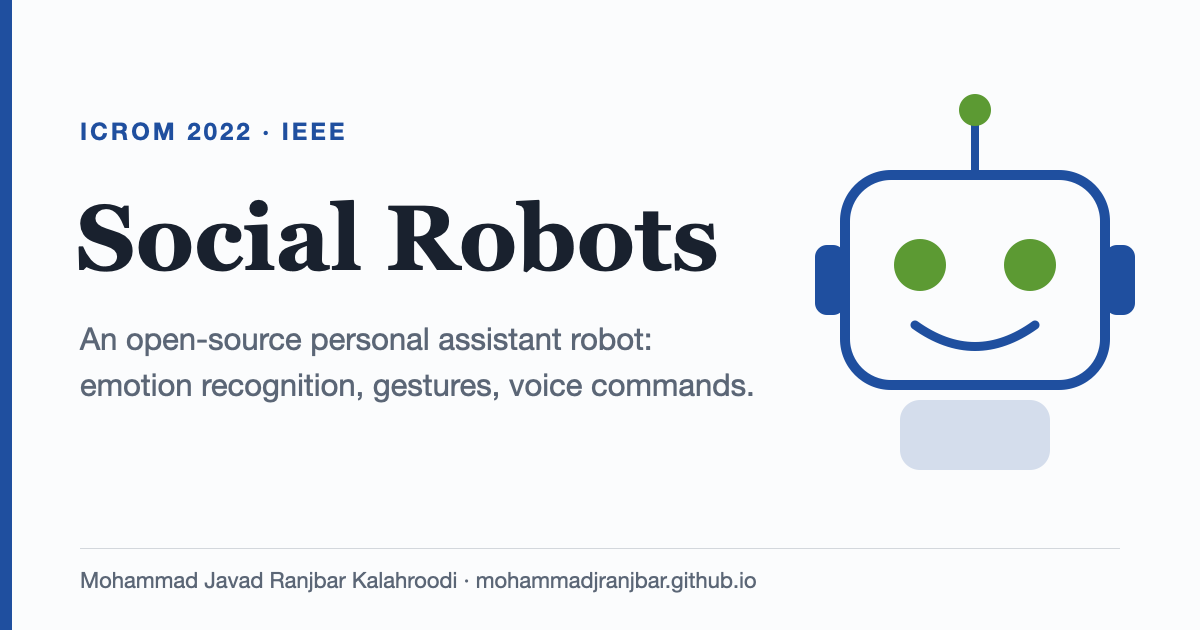 ICROM 2022 · IEEE
Social Robots
An open-source personal assistant robot:
emotion recognition, gestures, voice commands.
Mohammad Javad Ranjbar Kalahroodi · mohammadjranjbar.github.io